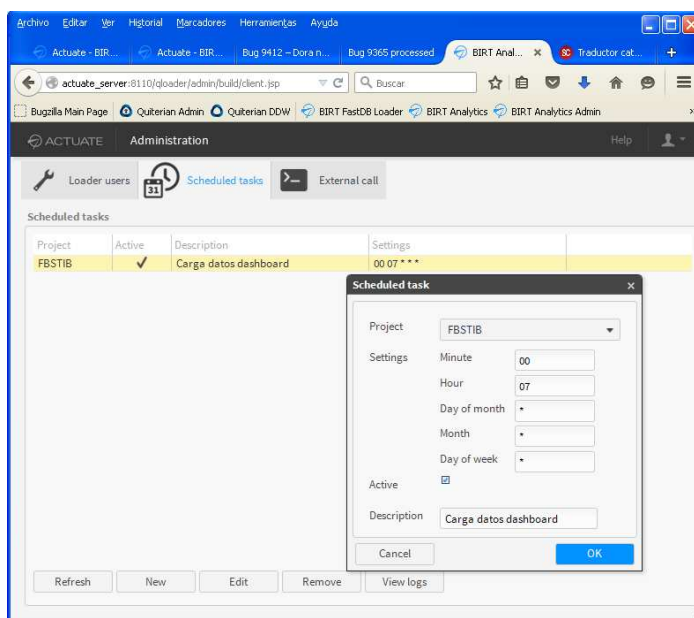 Archivo Editar Ver Historial Marcadores Herramientas Ayuda
Actuate - BIR... Actuate - BIR... Bug 9412 – Dora n... Bug 9365 processed BIRT Anal... × SC Traductor cat... +
actuate_server:8110/qloader/admin/build/client.jsp Buscar
Bugzilla Main Page Quiterian Admin Quiterian DDW BIRT FastDB Loader BIRT Analytics BIRT Analytics Admin »
ACTUATE Administration Help
Loader users 31 Scheduled tasks External call
Scheduled tasks
Project Active Description Settings
FBSTIB ✓ Carga datos dashboard 00 07 * * *
Scheduled task ×
Project FBSTIB
Settings Minute 00
Hour 07
Day of month *
Month *
Day of week *
Active
Description Carga datos dashboard
Cancel OK
Refresh New Edit Remove View logs